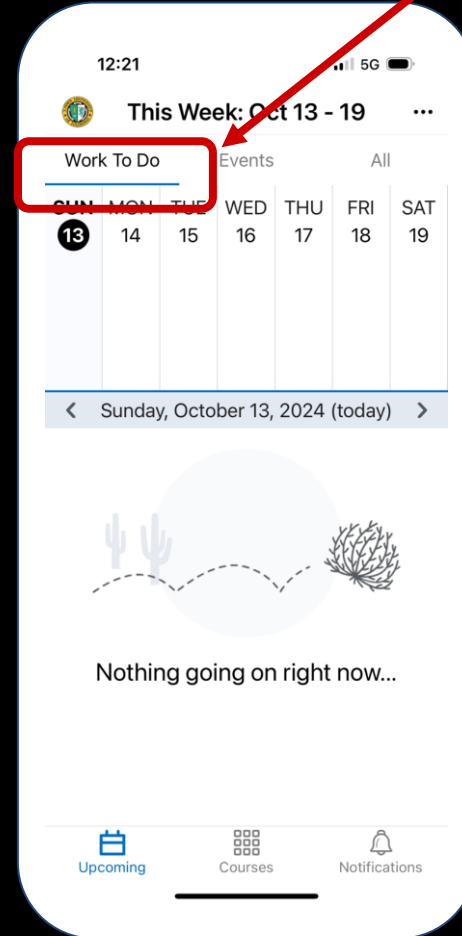 12:21 5G
This Week: Oct 13 - 19 ...
Work To Do Events All
SUN MON TUE WED THU FRI SAT
13 14 15 16 17 18 19
Sunday, October 13, 2024 (today)
Nothing going on right now...
Upcoming Courses Notifications